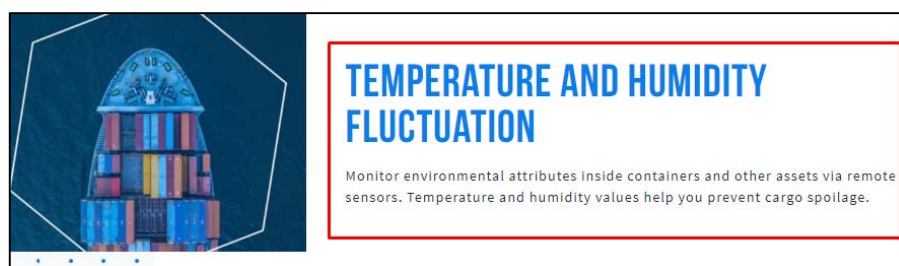 TEMPERATURE AND HUMIDITY
FLUCTUATION
Monitor environmental attributes inside containers and other assets via remote
sensors. Temperature and humidity values help you prevent cargo spoilage.